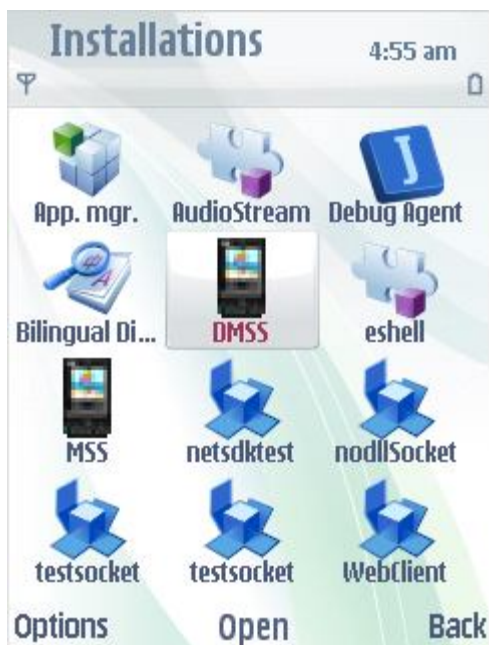 Installations
4:55 am
App. mgr.
AudioStream
Debug Agent
Bilingual Di...
DMSS
eshell
MSS
netsdktest
nodllSocket
testsocket
testsocket
WebClient
Options
Open
Back